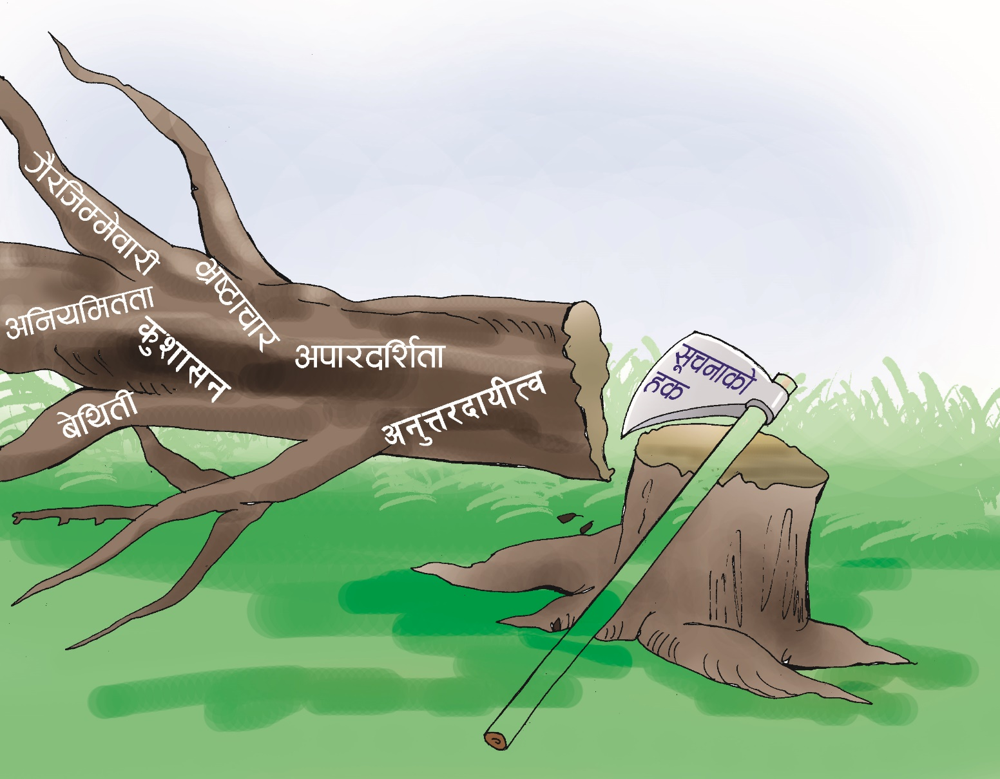 गैरजिम्मेवारी
भ्रष्टाचार
अनियमितता
कुशासन
अपारदर्शिता
बेथिती
अनुत्तरदायीत्व
सूचनाको
हक